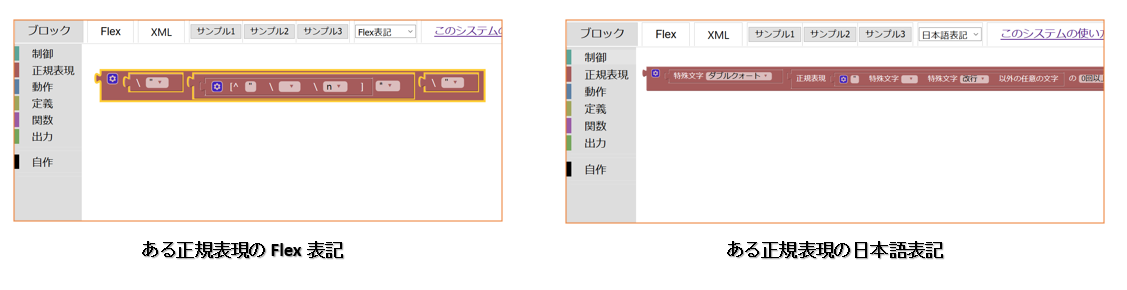 ブロック Flex XML サンプル1 サンプル2 サンプル3 Flex表記 このシステムの
制御
正規表現
動作
定義
関数
出力
自作
\ " [^ " \ \ n ] * \ "
ある正規表現の Flex 表記
ブロック Flex XML サンプル1 サンプル2 サンプル3 日本語表記 このシステムの使い方
制御
正規表現
動作
定義
関数
出力
自作
特殊文字 ダブルクォート 正規表現 " 特殊文字 特殊文字 改行 以外の任意の文字 の 0回以上
ある正規表現の日本語表記